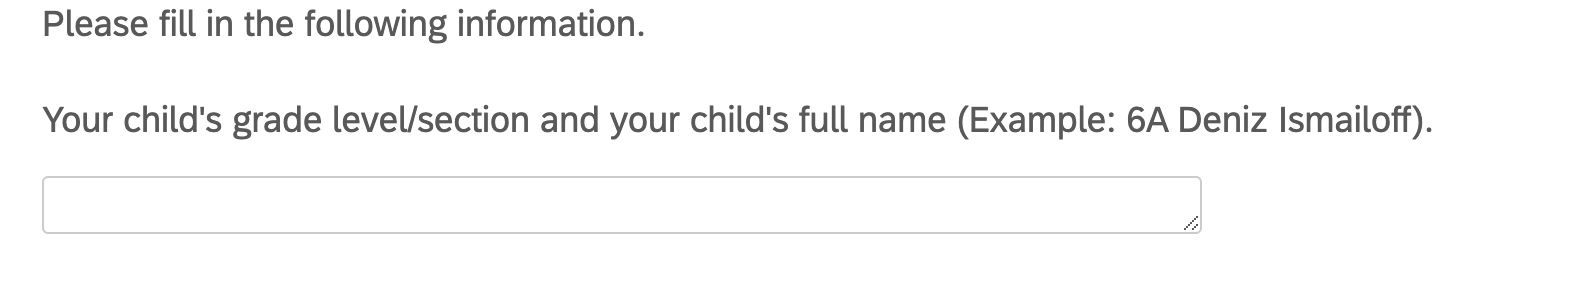 Please fill in the following information.
Your child's grade level/section and your child's full name (Example: 6A Deniz Ismailoff).